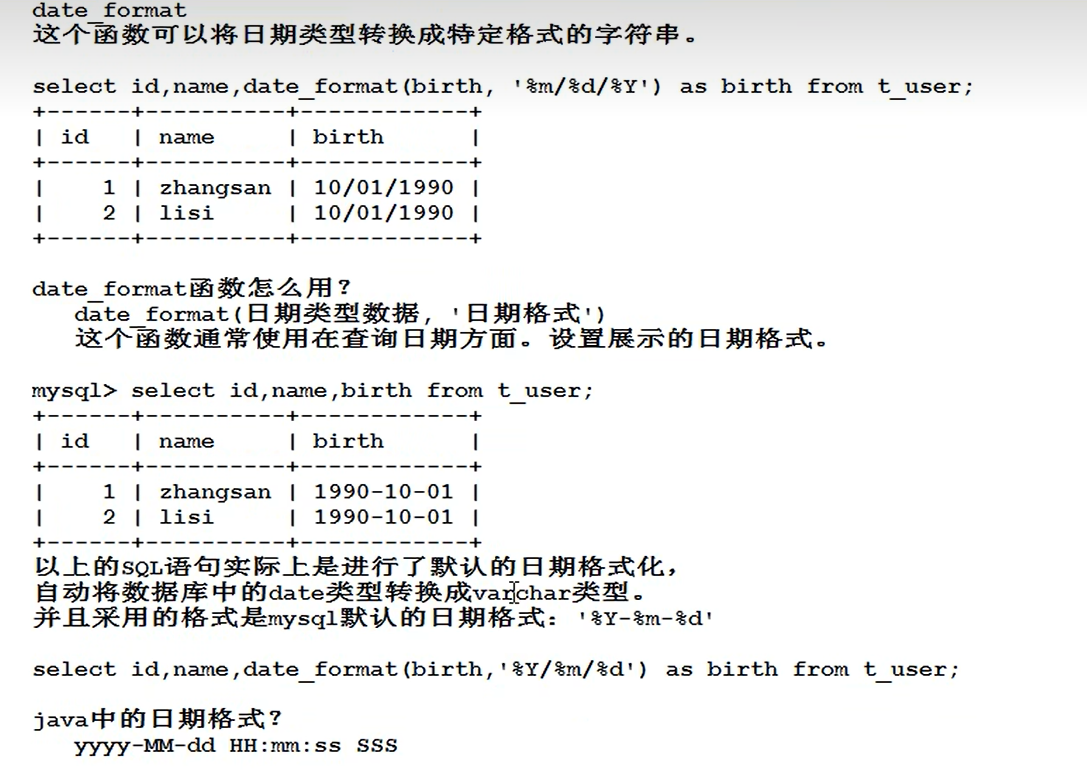 date_format
这个函数可以将日期类型转换成特定格式的字符串。
select id,name,date_format(birth, '%m/%d/%Y') as birth from t_user;
+------+----------+------------+
| id   | name     | birth      |
+------+----------+------------+
|    1 | zhangsan | 10/01/1990 |
|    2 | lisi     | 10/01/1990 |
+------+----------+------------+
date_format函数怎么用？
date_format(日期类型数据, '日期格式')
这个函数通常使用在查询日期方面。设置展示的日期格式。
mysql> select id,name,birth from t_user;
+------+----------+------------+
| id   | name     | birth      |
+------+----------+------------+
|    1 | zhangsan | 1990-10-01 |
|    2 | lisi     | 1990-10-01 |
+------+----------+------------+
以上的SQL语句实际上是进行了默认的日期格式化，
自动将数据库中的date类型转换成varchar类型。
并且采用的格式是mysql默认的日期格式：'%Y-%m-%d'
select id,name,date_format(birth,'%Y/%m/%d') as birth from t_user;
java中的日期格式？
yyyy-MM-dd HH:mm:ss SSS